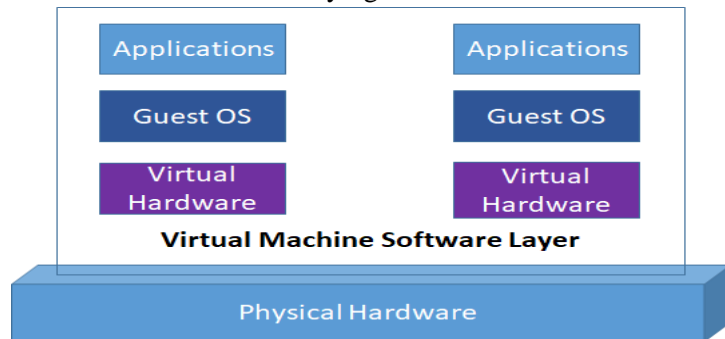 Applications
Applications
Guest OS
Guest OS
Virtual
Hardware
Virtual
Hardware
Virtual Machine Software Layer
Physical Hardware